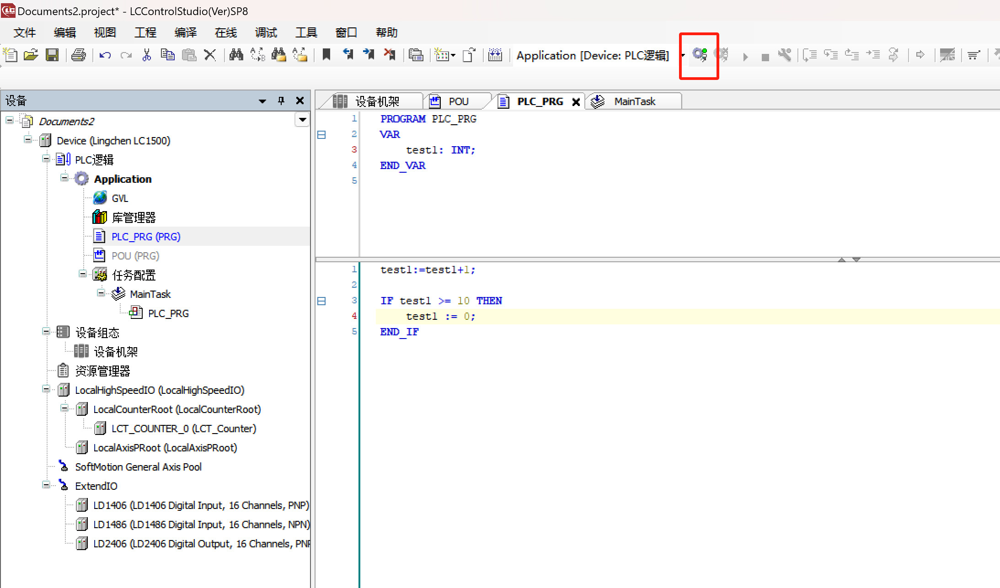 Documents2.project* - LCControlStudio(Ver)SP8
文件 编辑 视图 工程 编译 在线 调试 工具 窗口 帮助
Application [Device: PLC逻辑]
设备
Documents2
Device (Lingchen LC1500)
PLC逻辑
Application
GVL
库管理器
PLC_PRG (PRG)
POU (PRG)
任务配置
MainTask
PLC_PRG
设备组态
设备机架
资源管理器
LocalHighSpeedIO (LocalHighSpeedIO)
LocalCounterRoot (LocalCounterRoot)
LCT_COUNTER_0 (LCT_Counter)
LocalAxisPRoot (LocalAxisPRoot)
SoftMotion General Axis Pool
ExtendIO
LD1406 (LD1406 Digital Input, 16 Channels, PNP)
LD1486 (LD1486 Digital Input, 16 Channels, NPN)
LD2406 (LD2406 Digital Output, 16 Channels, PNP
设备机架 POU PLC_PRG MainTask
1 PROGRAM PLC_PRG
2 VAR
3 test1: INT;
4 END_VAR
5
1 test1:=test1+1;
2
3 IF test1 >= 10 THEN
4 test1 := 0;
5 END_IF